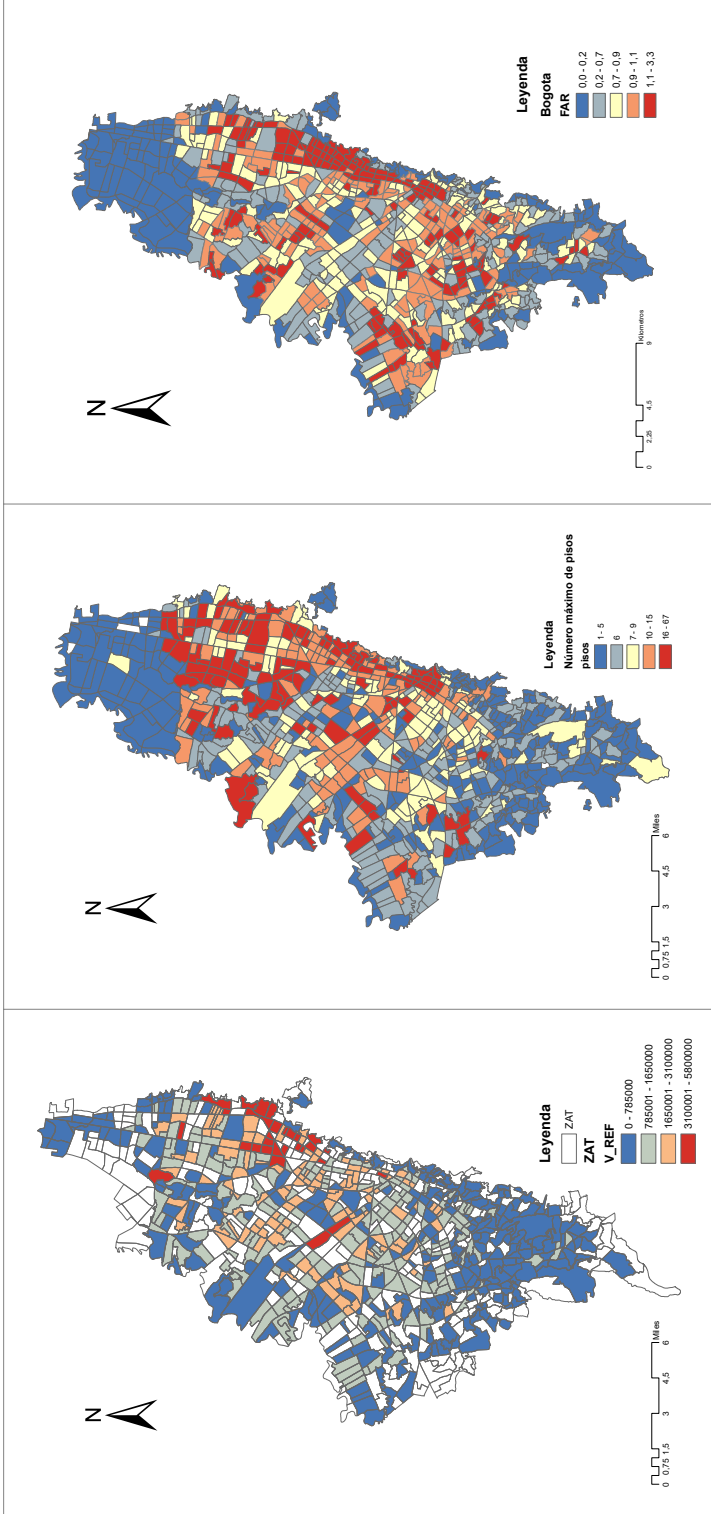 N
Leyenda
Bogota
FAR
0,0 - 0,2
0,2 - 0,7
0,7 - 0,9
0,9 - 1,1
1,1 - 3,3
0 2,25 4,5 9
Kilometros
N
Leyenda
Número máximo de pisos
pisos
1 - 5
6
7 - 9
10 - 15
16 - 67
0 0,75 1,5 3 4,5 6
Miles
N
Leyenda
ZAT
ZAT
V_REF
0 - 785000
785001 - 1650000
1650001 - 3100000
3100001 - 5800000
0 0,75 1,5 3 4,5 6
Miles